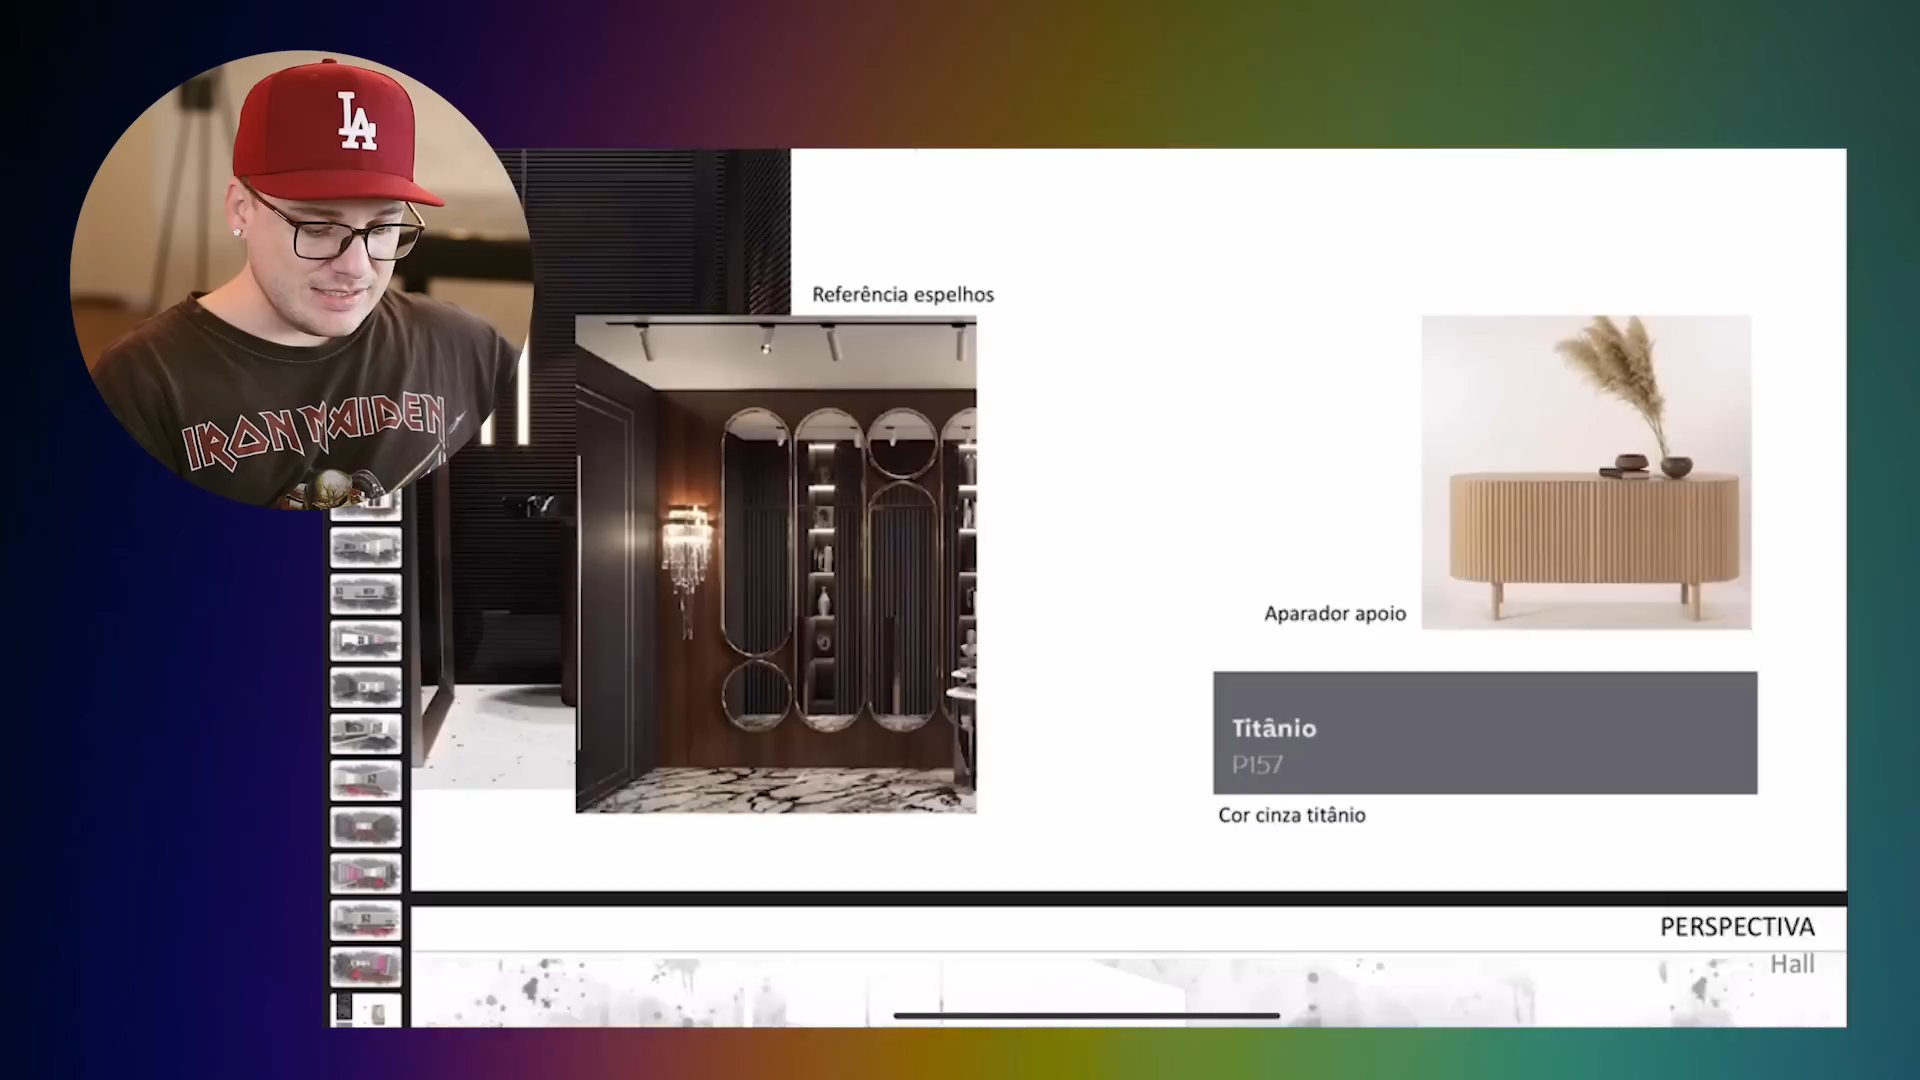 LA
IRON MAIDEN
Referência espelhos
Aparador apoio
Titânio
P157
Cor cinza titânio
PERSPECTIVA
Hall